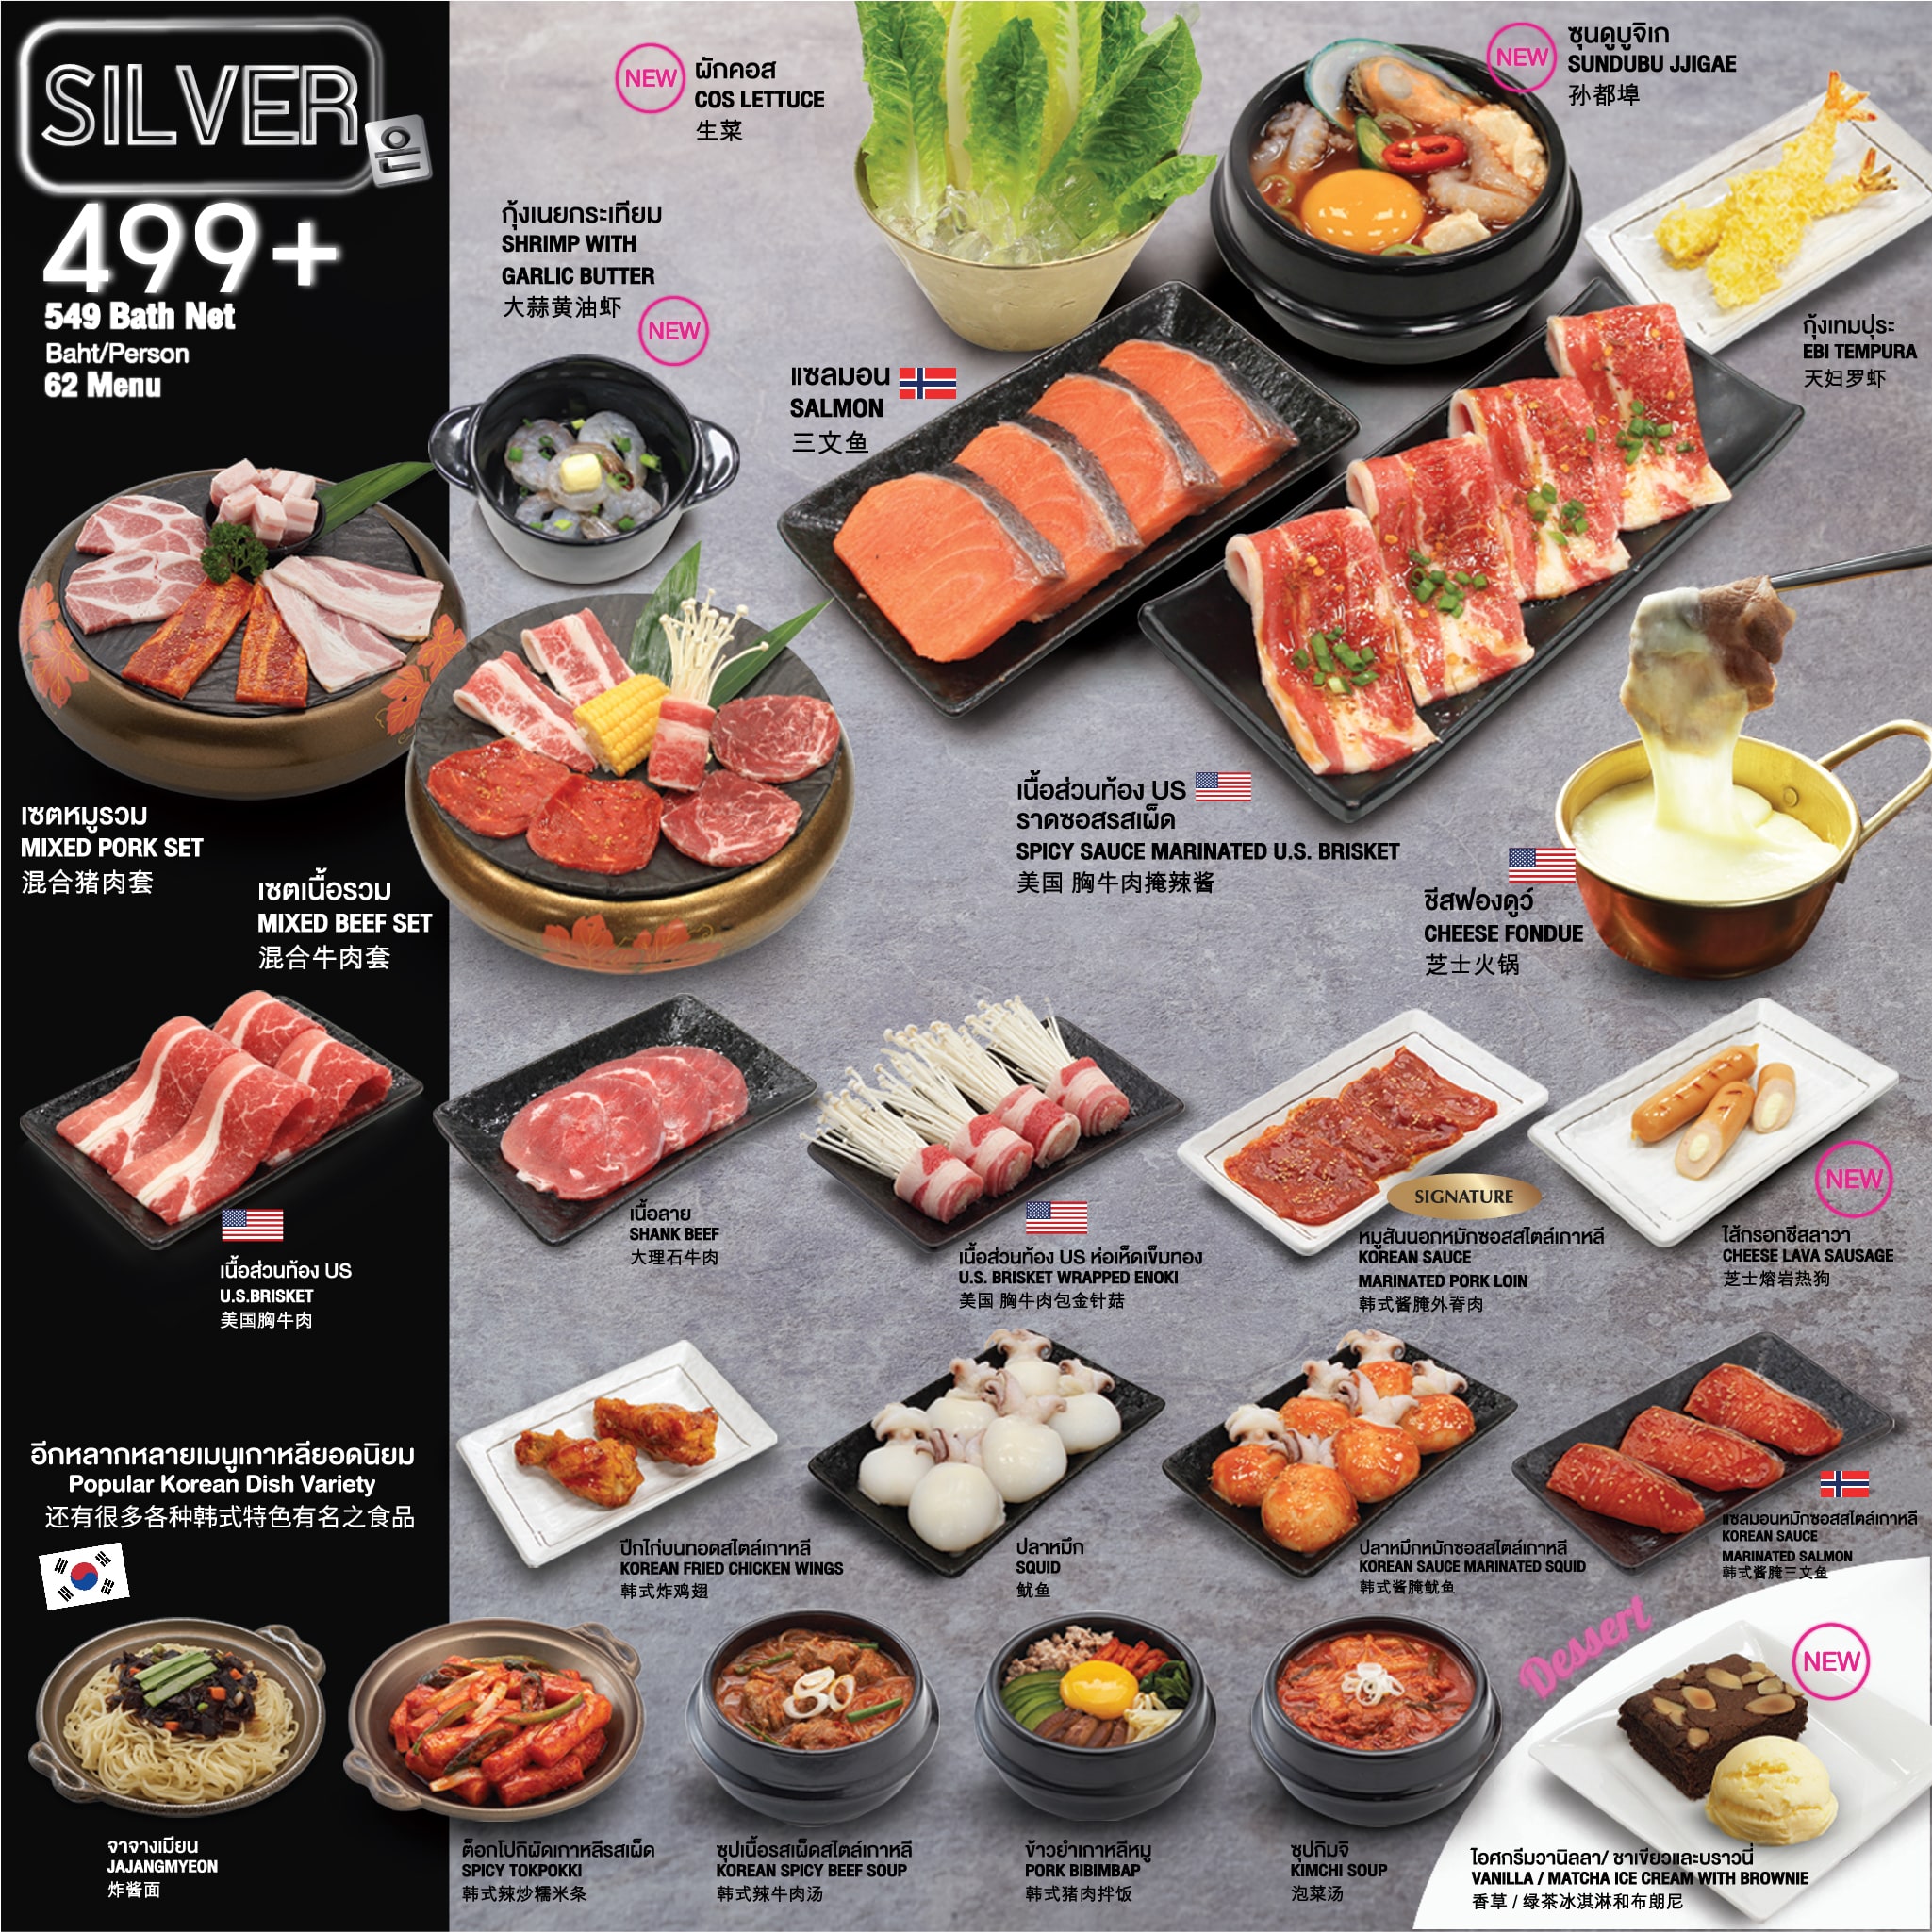 SILVER
은
499+
549 Bath Net
Baht/Person
62 Menu
NEW
ผักคอส
COS LETTUCE
生菜
NEW
ซุนดูบูจิเก
SUNDUBU JJIGAE
孙都埠
กุ้งเนยกระเทียม
SHRIMP WITH
GARLIC BUTTER
大蒜黄油虾
NEW
แซลมอน
SALMON
三文鱼
กุ้งเทมปุระ
EBI TEMPURA
天妇罗虾
เซตหมูรวม
MIXED PORK SET
混合猪肉套
เซตเนื้อรวม
MIXED BEEF SET
混合牛肉套
เนื้อส่วนท้อง US
ราดซอสรสเผ็ด
SPICY SAUCE MARINATED U.S. BRISKET
美国 胸牛肉掩辣酱
ชีสฟองดูว์
CHEESE FONDUE
芝士火锅
เนื้อส่วนท้อง US
U.S.BRISKET
美国胸牛肉
เนื้อลาย
SHANK BEEF
大理石牛肉
เนื้อส่วนท้อง US ห่อเห็ดเข็มทอง
U.S. BRISKET WRAPPED ENOKI
美国 胸牛肉包金针菇
SIGNATURE
หมูสันนอกหมักซอสสไตล์เกาหลี
KOREAN SAUCE
MARINATED PORK LOIN
韩式酱腌外脊肉
NEW
ไส้กรอกชีสลาวา
CHEESE LAVA SAUSAGE
芝士熔岩热狗
อีกหลากหลายเมนูเกาหลียอดนิยม
Popular Korean Dish Variety
还有很多各种韩式特色有名之食品
ปีกไก่บนทอดสไตล์เกาหลี
KOREAN FRIED CHICKEN WINGS
韩式炸鸡翅
ปลาหมึก
SQUID
鱿鱼
ปลาหมึกหมักซอสสไตล์เกาหลี
KOREAN SAUCE MARINATED SQUID
韩式酱腌鱿鱼
แซลมอนหมักซอสสไตล์เกาหลี
KOREAN SAUCE
MARINATED SALMON
韩式酱腌三文鱼
จาจางเมียน
JAJANGMYEON
炸酱面
ต็อกโปกิผัดเกาหลีรสเผ็ด
SPICY TOKPOKKI
韩式辣炒糯米条
ซุปเนื้อรสเผ็ดสไตล์เกาหลี
KOREAN SPICY BEEF SOUP
韩式辣牛肉汤
ข้าวยำเกาหลีหมู
PORK BIBIMBAP
韩式猪肉拌饭
ซุปกิมจิ
KIMCHI SOUP
泡菜汤
Dessert
NEW
ไอศกรีมวานิลลา/ ชาเขียวและบราวนี่
VANILLA / MATCHA ICE CREAM WITH BROWNIE
香草 / 绿茶冰淇淋和布朗尼